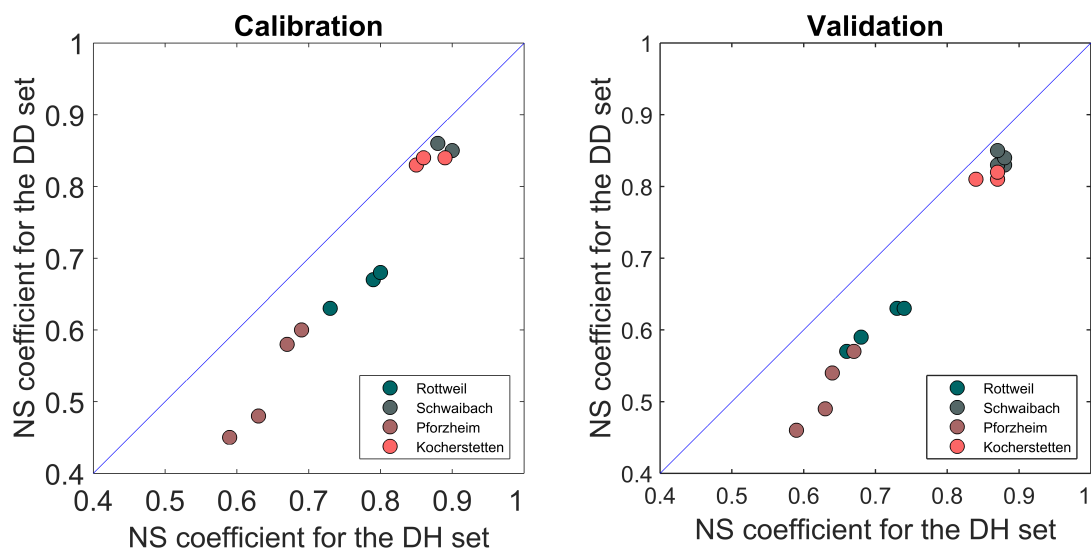 Calibration
NS coefficient for the DD set
1
0.9
0.8
0.7
0.6
0.5
0.4
0.4 0.5 0.6 0.7 0.8 0.9 1
NS coefficient for the DH set
Rottweil
Schwaibach
Pforzheim
Kocherstetten
Validation
NS coefficient for the DD set
1
0.9
0.8
0.7
0.6
0.5
0.4
0.4 0.5 0.6 0.7 0.8 0.9 1
NS coefficient for the DH set
Rottweil
Schwaibach
Pforzheim
Kocherstetten